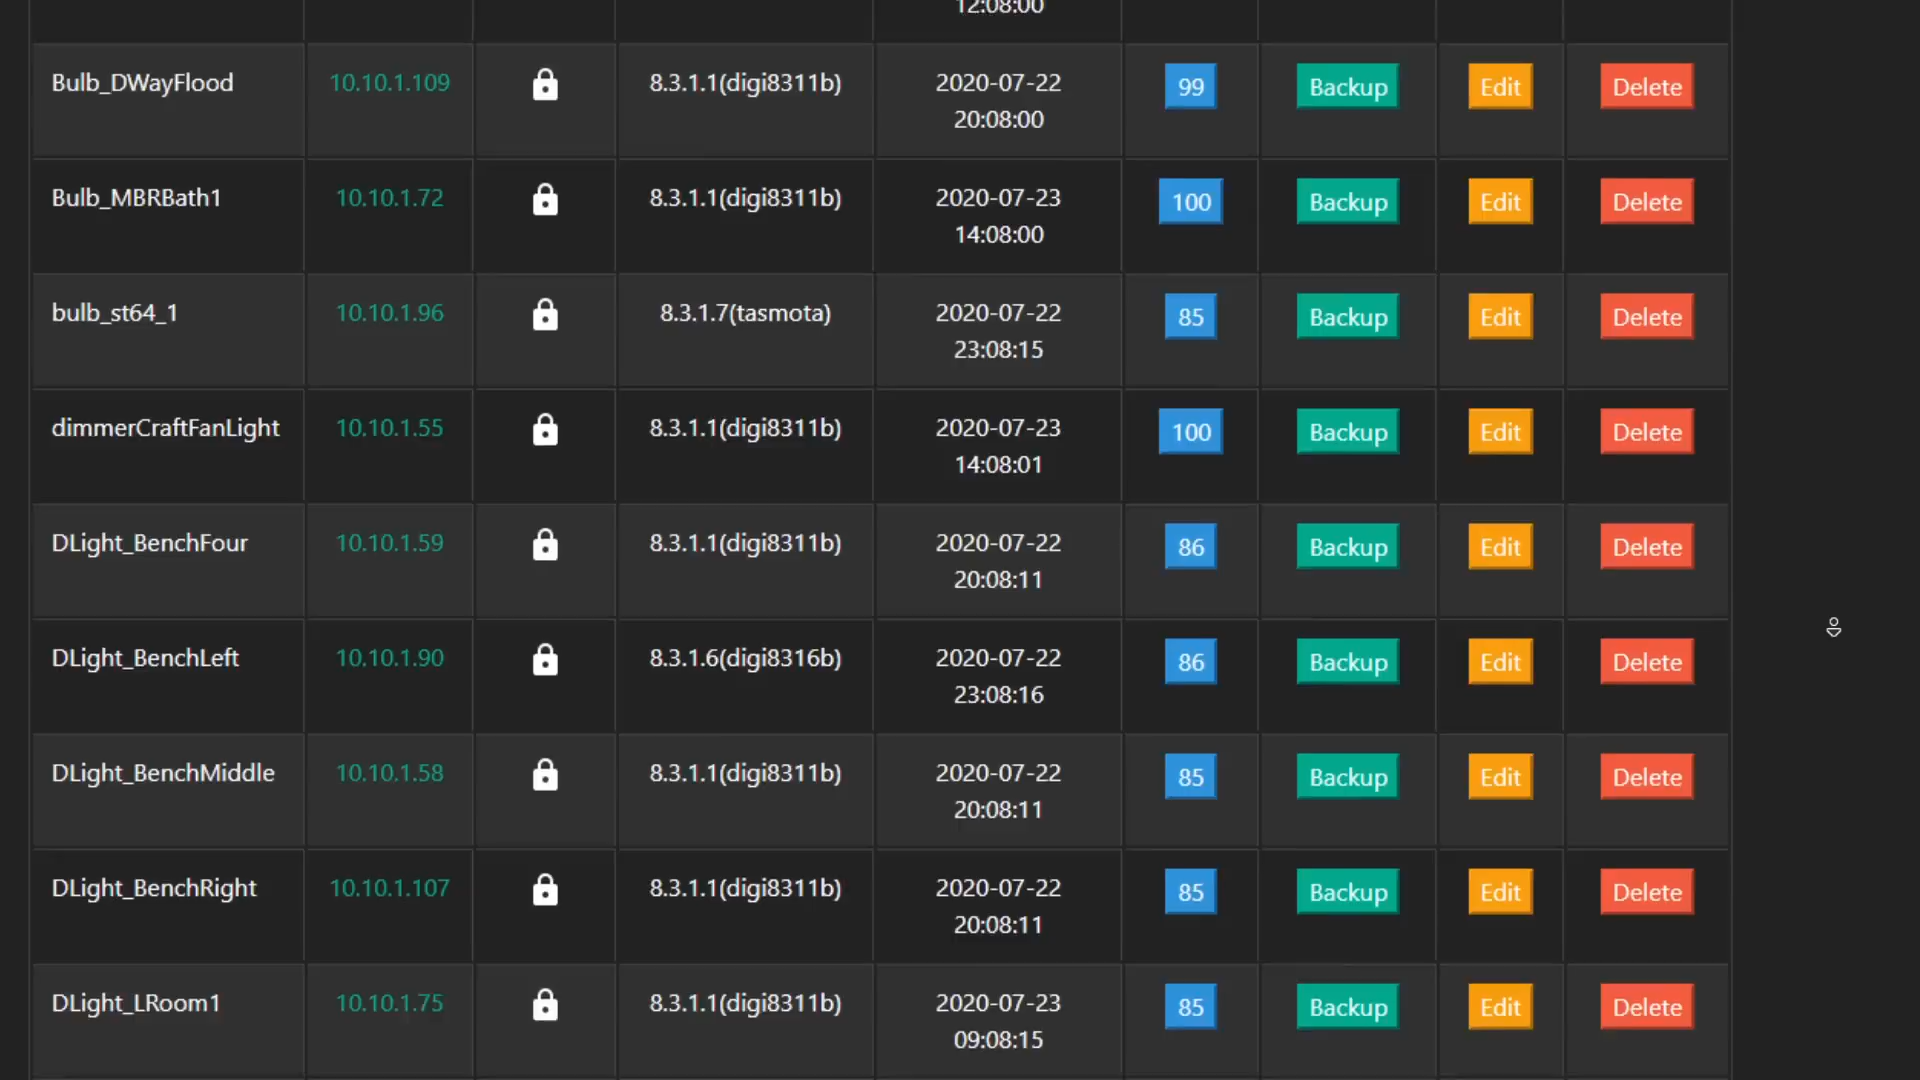 12:08:00
Bulb_DWayFlood 10.10.1.109 8.3.1.1(digi8311b) 2020-07-22 99 Backup Edit Delete
20:08:00
Bulb_MBRBath1 10.10.1.72 8.3.1.1(digi8311b) 2020-07-23 100 Backup Edit Delete
14:08:00
bulb_st64_1 10.10.1.96 8.3.1.7(tasmota) 2020-07-22 85 Backup Edit Delete
23:08:15
dimmerCraftFanLight 10.10.1.55 8.3.1.1(digi8311b) 2020-07-23 100 Backup Edit Delete
14:08:01
DLight_BenchFour 10.10.1.59 8.3.1.1(digi8311b) 2020-07-22 86 Backup Edit Delete
20:08:11
DLight_BenchLeft 10.10.1.90 8.3.1.6(digi8316b) 2020-07-22 86 Backup Edit Delete
23:08:16
DLight_BenchMiddle 10.10.1.58 8.3.1.1(digi8311b) 2020-07-22 85 Backup Edit Delete
20:08:11
DLight_BenchRight 10.10.1.107 8.3.1.1(digi8311b) 2020-07-22 85 Backup Edit Delete
20:08:11
DLight_LRoom1 10.10.1.75 8.3.1.1(digi8311b) 2020-07-23 85 Backup Edit Delete
09:08:15